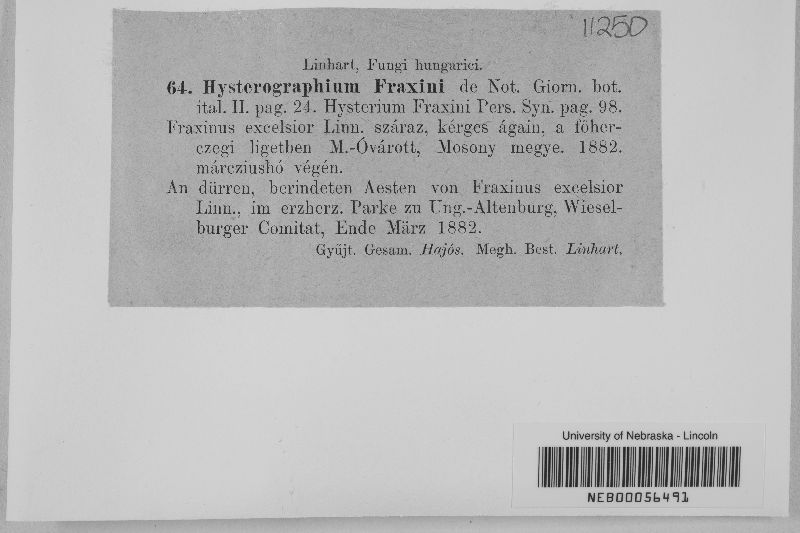 11250
Linhart, Fungi hungarici.
64. Hysterographium Fraxini de Not. Giorn. bot.
ital. II. pag. 24. Hysterium Fraxini Pers. Syn. pag. 98.
Fraxinus excelsior Linn. száraz, kérges ágain, a főher-
czegi ligetben M.-Óvárott, Mosony megye. 1882.
márcziushó végén.
An dürren, berindeten Aesten von Fraxinus excelsior
Linn., im erzherz. Parke zu Ung.-Altenburg, Wiesel-
burger Comitat, Ende März 1882.
Gyűjt. Gesam. Hajós. Megh. Best. Linhart.
University of Nebraska - Lincoln
NEB00056491